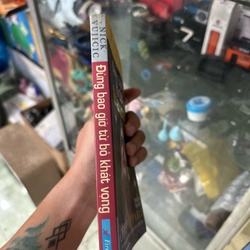 NICK
VUJICIC
Đừng bao giờ từ bỏ khát vọng